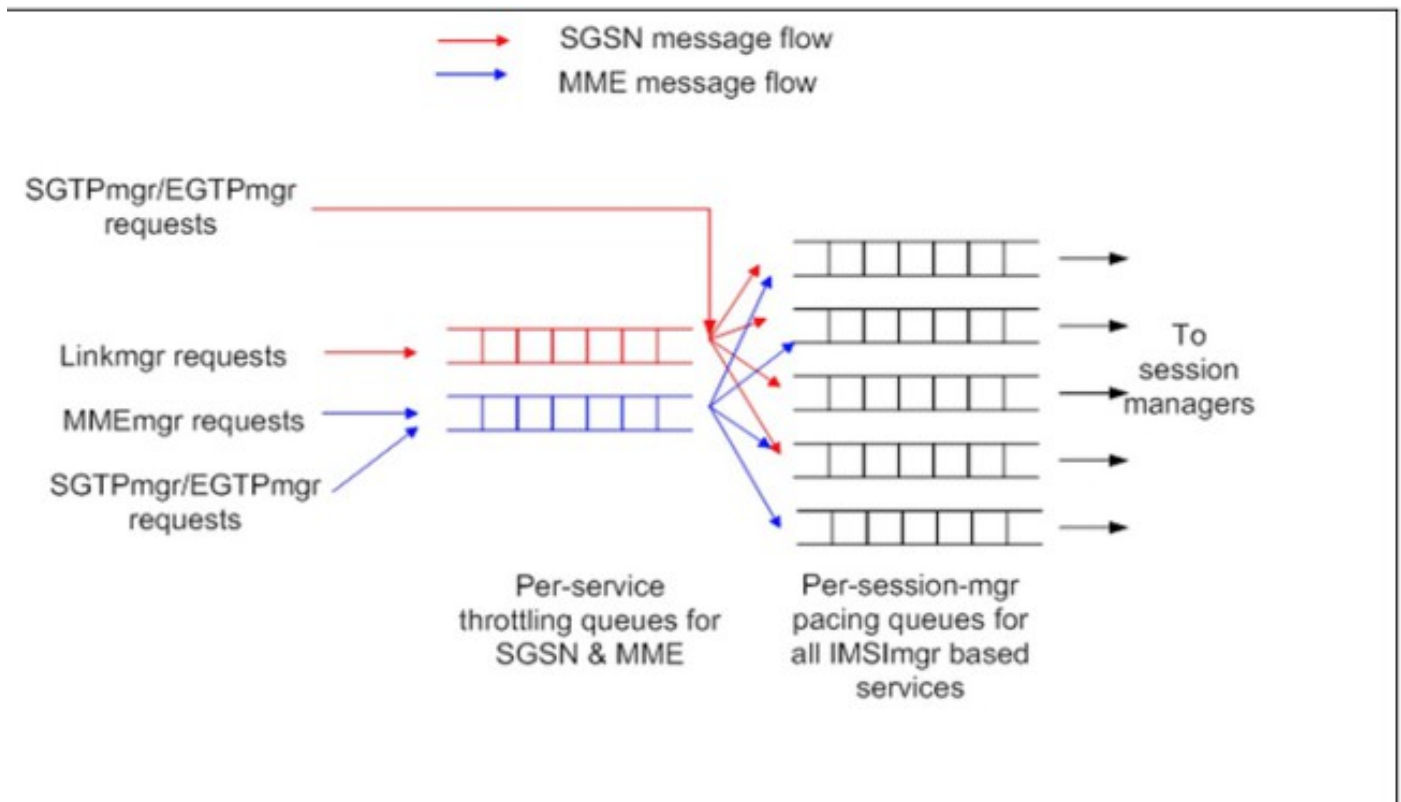 SGSN message flow
MME message flow
SGTPmgr/EGTPmgr
requests
Linkmgr requests
MMEmgr requests
SGTPmgr/EGTPmgr
requests
To
session
managers
Per-service
throttling queues for
SGSN & MME
Per-session-mgr
pacing queues for
all IMSImgr based
services